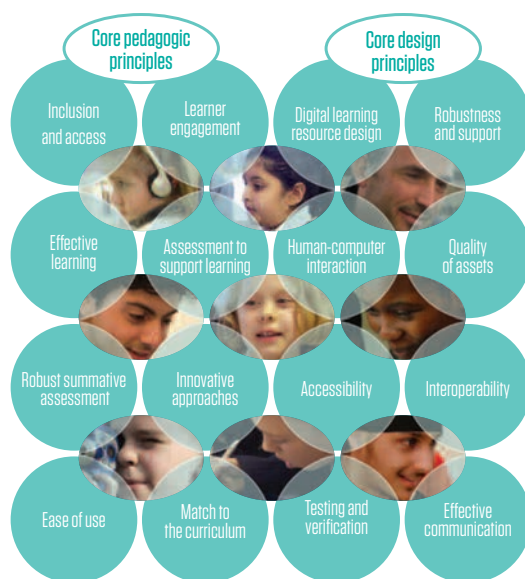 Core pedagogic
principles
Core design
principles
Inclusion
and access
Learner
engagement
Digital learning
resource design
Robustness
and support
Effective
learning
Assessment to
support learning
Human-computer
interaction
Quality
of assets
Robust summative
assessment
Innovative
approaches
Accessibility
Interoperability
Ease of use
Match to
the curriculum
Testing and
verification
Effective
communication